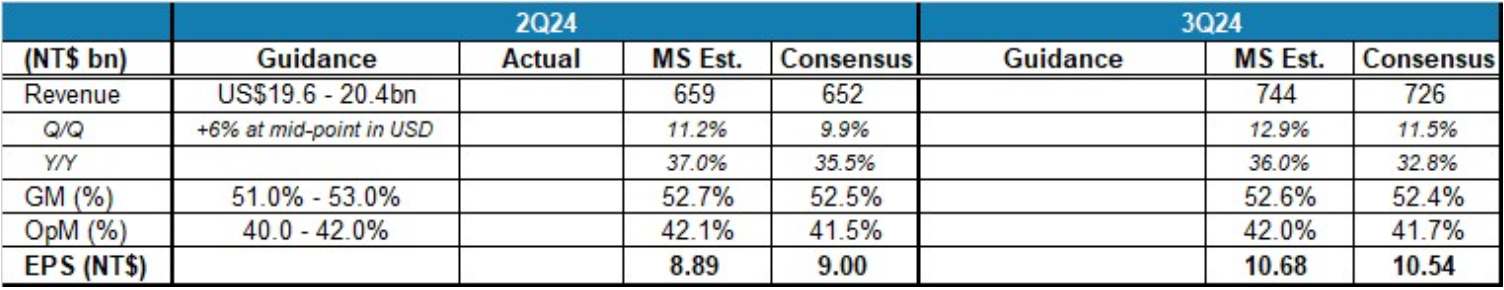 2Q24 3Q24
(NT$ bn) Guidance Actual MS Est. Consensus Guidance MS Est. Consensus
Revenue US$19.6 - 20.4bn 659 652 744 726
Q/Q +6% at mid-point in USD 11.2% 9.9% 12.9% 11.5%
Y/Y 37.0% 35.5% 36.0% 32.8%
GM (%) 51.0% - 53.0% 52.7% 52.5% 52.6% 52.4%
OpM (%) 40.0 - 42.0% 42.1% 41.5% 42.0% 41.7%
EPS (NT$) 8.89 9.00 10.68 10.54